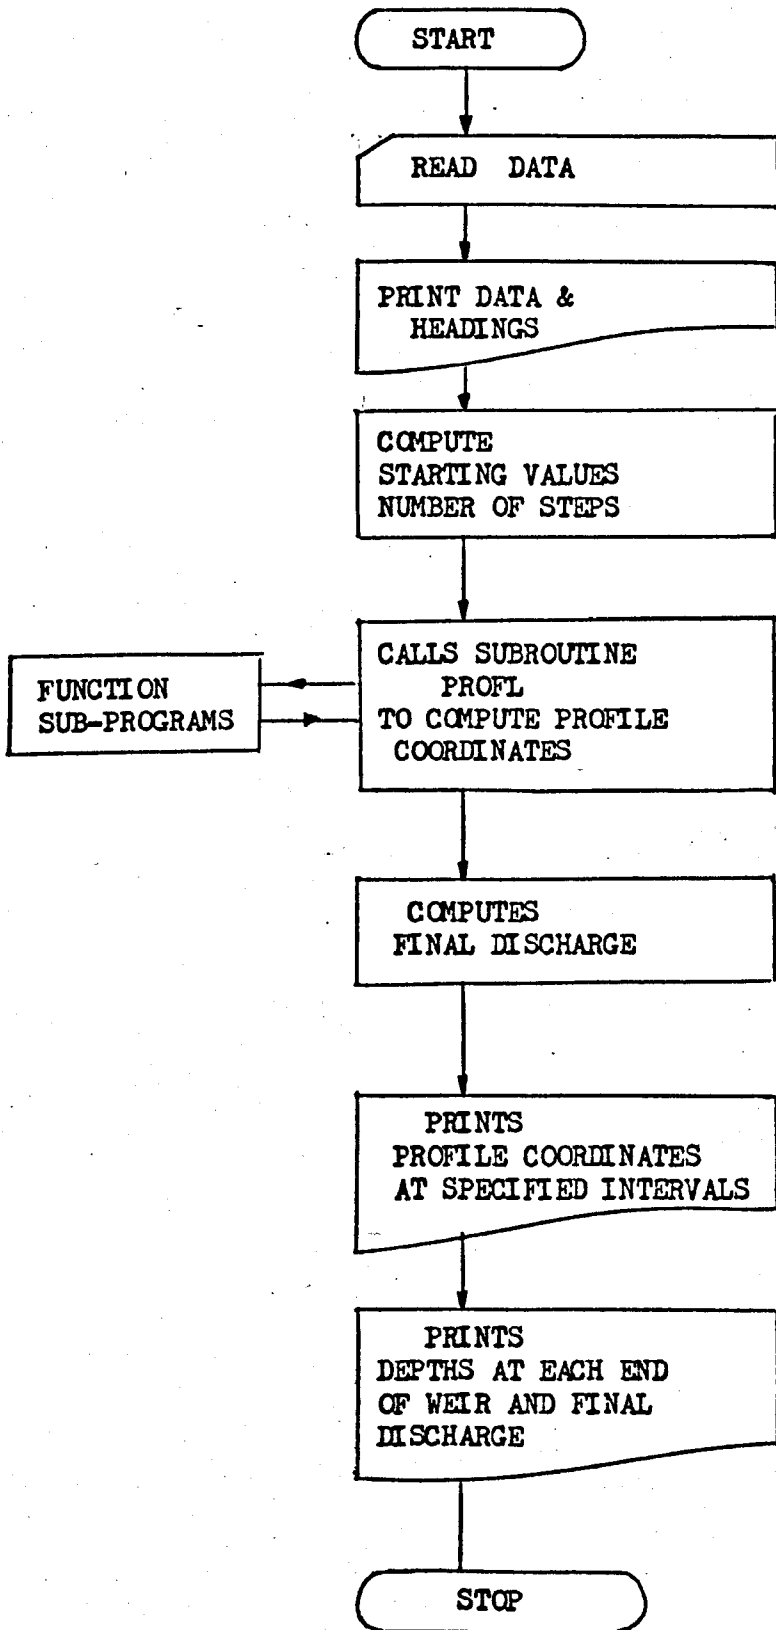 START
READ DATA
PRINT DATA &
HEADINGS
COMPUTE
STARTING VALUES
NUMBER OF STEPS
CALLS SUBROUTINE
PROFL
TO COMPUTE PROFILE
COORDINATES
FUNCTION
SUB-PROGRAMS
COMPUTES
FINAL DISCHARGE
PRINTS
PROFILE COORDINATES
AT SPECIFIED INTERVALS
PRINTS
DEPTHS AT EACH END
OF WEIR AND FINAL
DISCHARGE
STOP